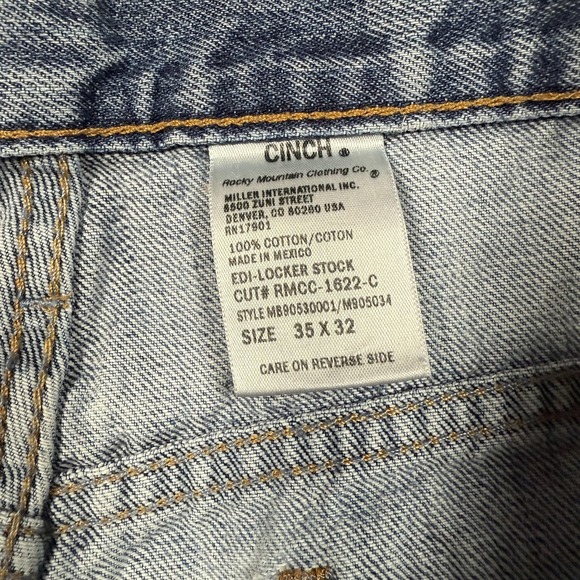 CINCH ®
Rocky Mountain Clothing Co. ®
MILLER INTERNATIONAL INC.
8500 ZUNI STREET
DENVER, CO 80260 USA
RN17901
100% COTTON/COTON
MADE IN MEXICO
EDI-LOCKER STOCK
CUT# RMCC-1622-C
STYLE MB90530001/MB05034
SIZE 35 X 32
CARE ON REVERSE SIDE